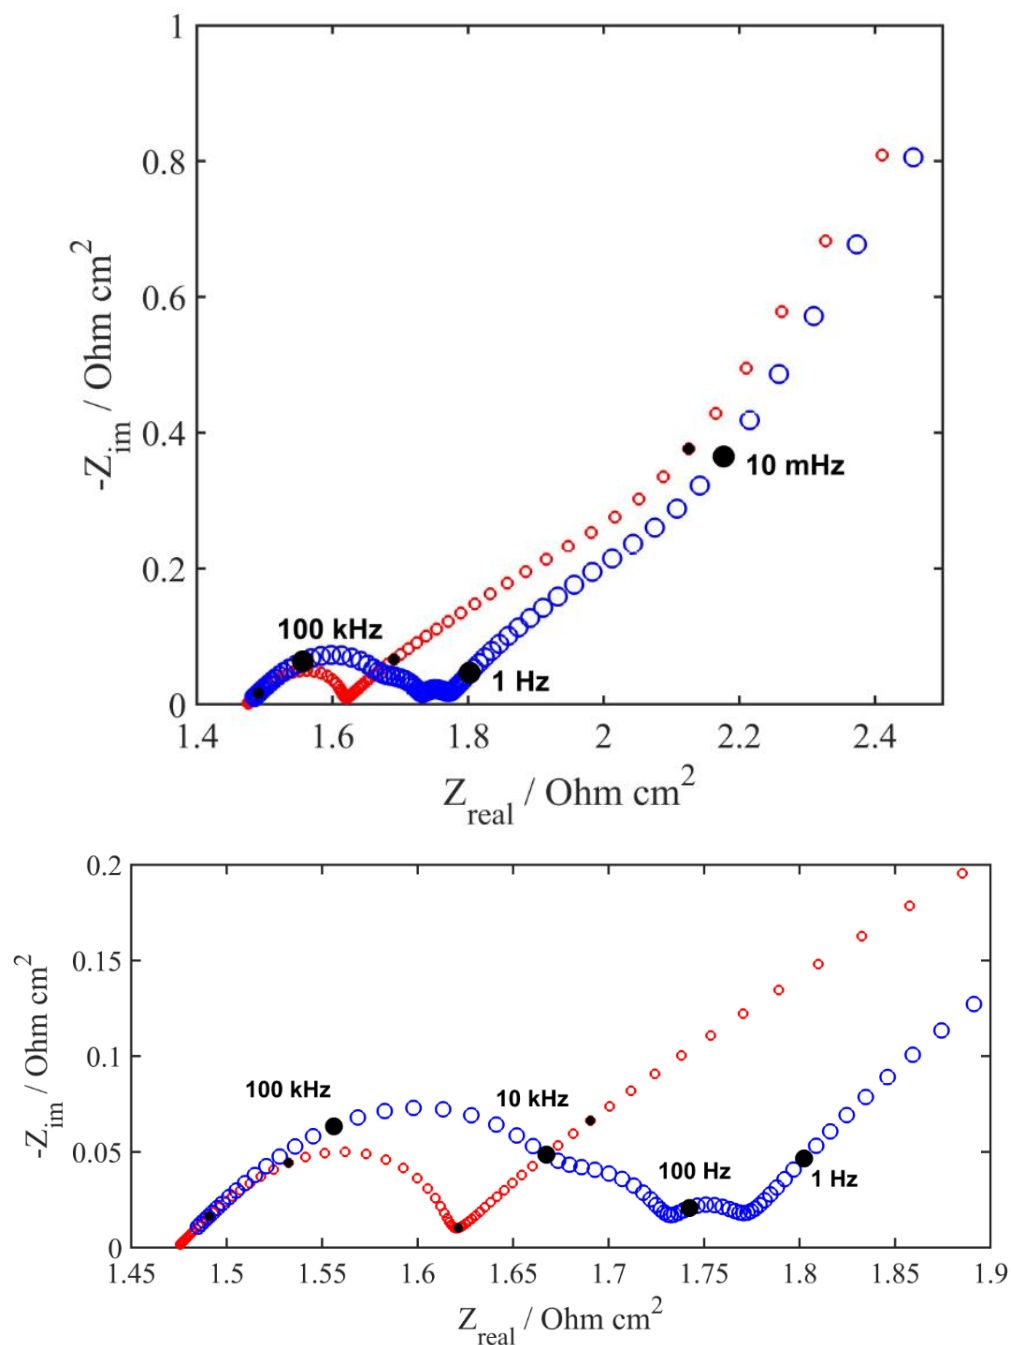 1
0.8
0.6
0.4
0.2
0
-Z_im / Ohm cm^2
100 kHz
10 mHz
1 Hz
1.4 1.6 1.8 2 2.2 2.4
Z_real / Ohm cm^2
0.2
0.15
0.1
0.05
0
-Z_im / Ohm cm^2
100 kHz
10 kHz
100 Hz
1 Hz
1.45 1.5 1.55 1.6 1.65 1.7 1.75 1.8 1.85 1.9
Z_real / Ohm cm^2